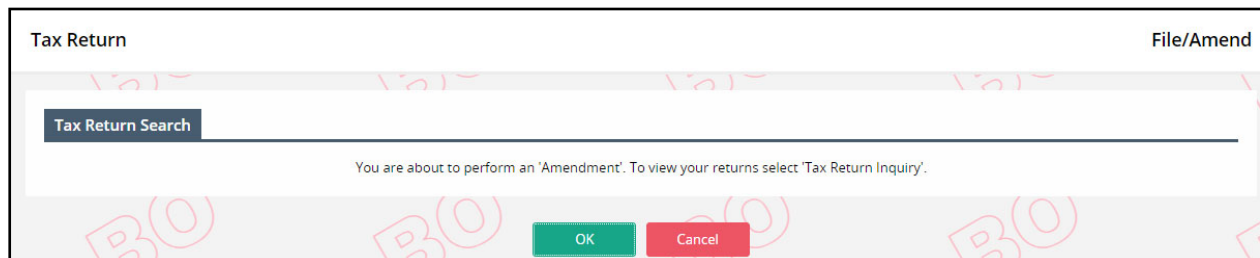 Tax Return File/Amend
Tax Return Search
You are about to perform an 'Amendment'. To view your returns select 'Tax Return Inquiry'.
OK Cancel